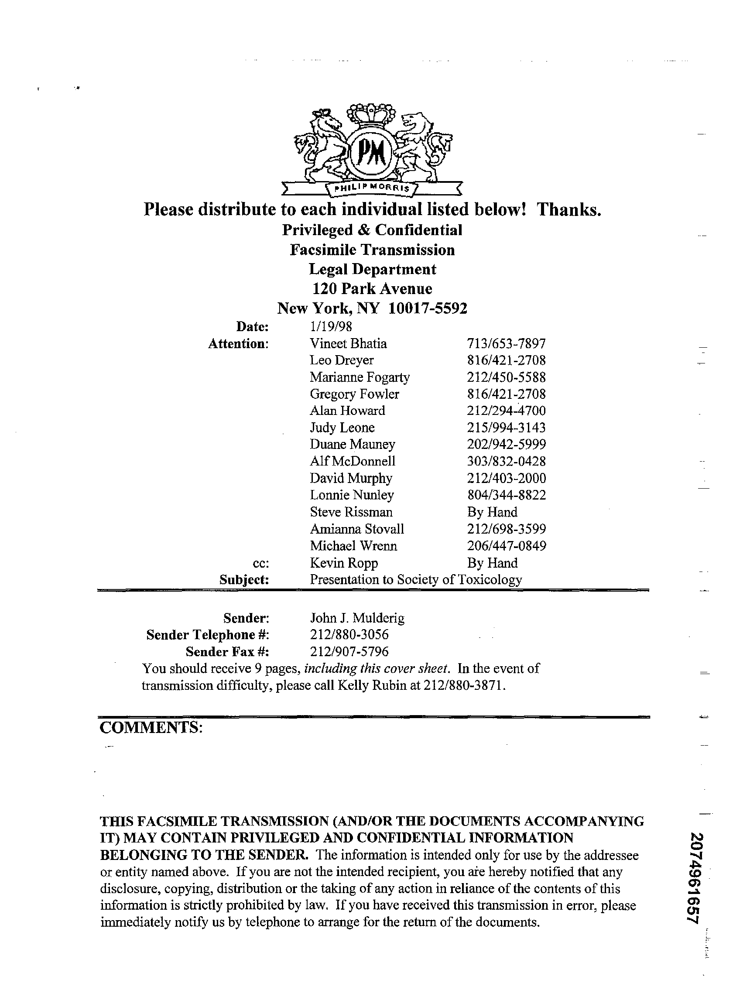 PM
PHILIP MORRIS
Please distribute to each individual listed below! Thanks.
Privileged & Confidential
Facsimile Transmission
Legal Department
120 Park Avenue
New York, NY 10017-5592
Date: 1/19/98
Attention: Vineet Bhatia 713/653-7897
Leo Dreyer 816/421-2708
Marianne Fogarty 212/450-5588
Gregory Fowler 816/421-2708
Alan Howard 212/294-4700
Judy Leone 215/994-3143
Duane Mauney 202/942-5999
Alf McDonnell 303/832-0428
David Murphy 212/403-2000
Lonnie Nunley 804/344-8822
Steve Rissman By Hand
Amianna Stovall 212/698-3599
Michael Wrenn 206/447-0849
cc: Kevin Ropp By Hand
Subject: Presentation to Society of Toxicology
Sender: John J. Mulderig
Sender Telephone #: 212/880-3056
Sender Fax #: 212/907-5796
You should receive 9 pages, including this cover sheet. In the event of
transmission difficulty, please call Kelly Rubin at 212/880-3871.
COMMENTS:
THIS FACSIMILE TRANSMISSION (AND/OR THE DOCUMENTS ACCOMPANYING
IT) MAY CONTAIN PRIVILEGED AND CONFIDENTIAL INFORMATION
BELONGING TO THE SENDER. The information is intended only for use by the addressee
or entity named above. If you are not the intended recipient, you are hereby notified that any
disclosure, copying, distribution or the taking of any action in reliance of the contents of this
information is strictly prohibited by law. If you have received this transmission in error, please
immediately notify us by telephone to arrange for the return of the documents.
2074961657